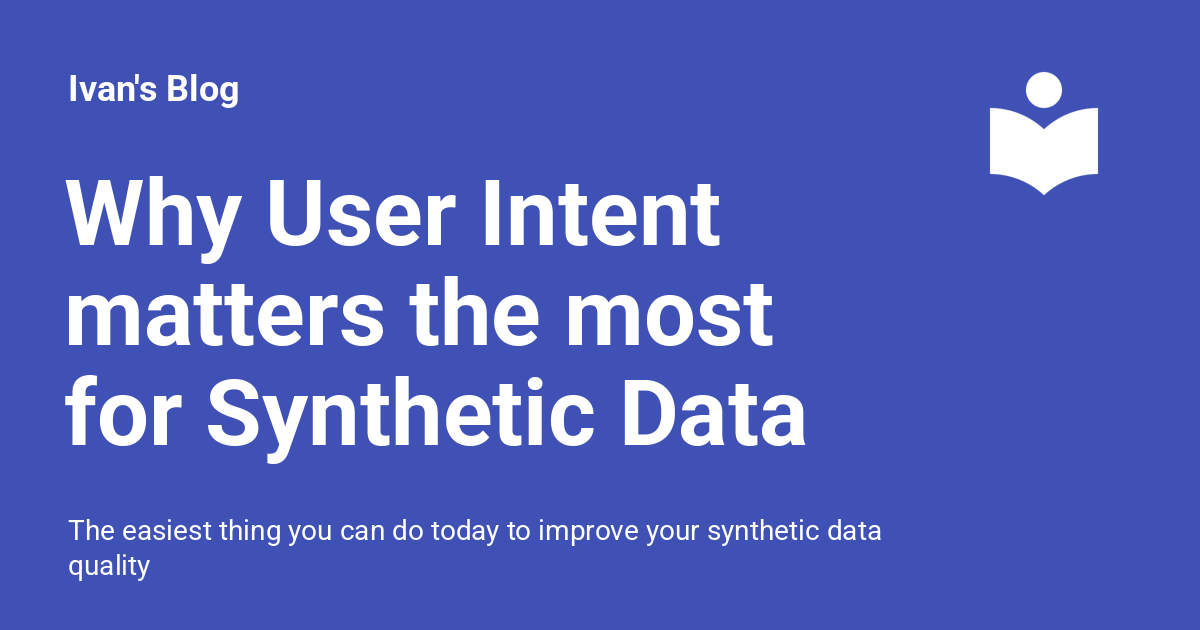 Ivan's Blog
Why User Intent
matters the most
for Synthetic Data
The easiest thing you can do today to improve your synthetic data
quality